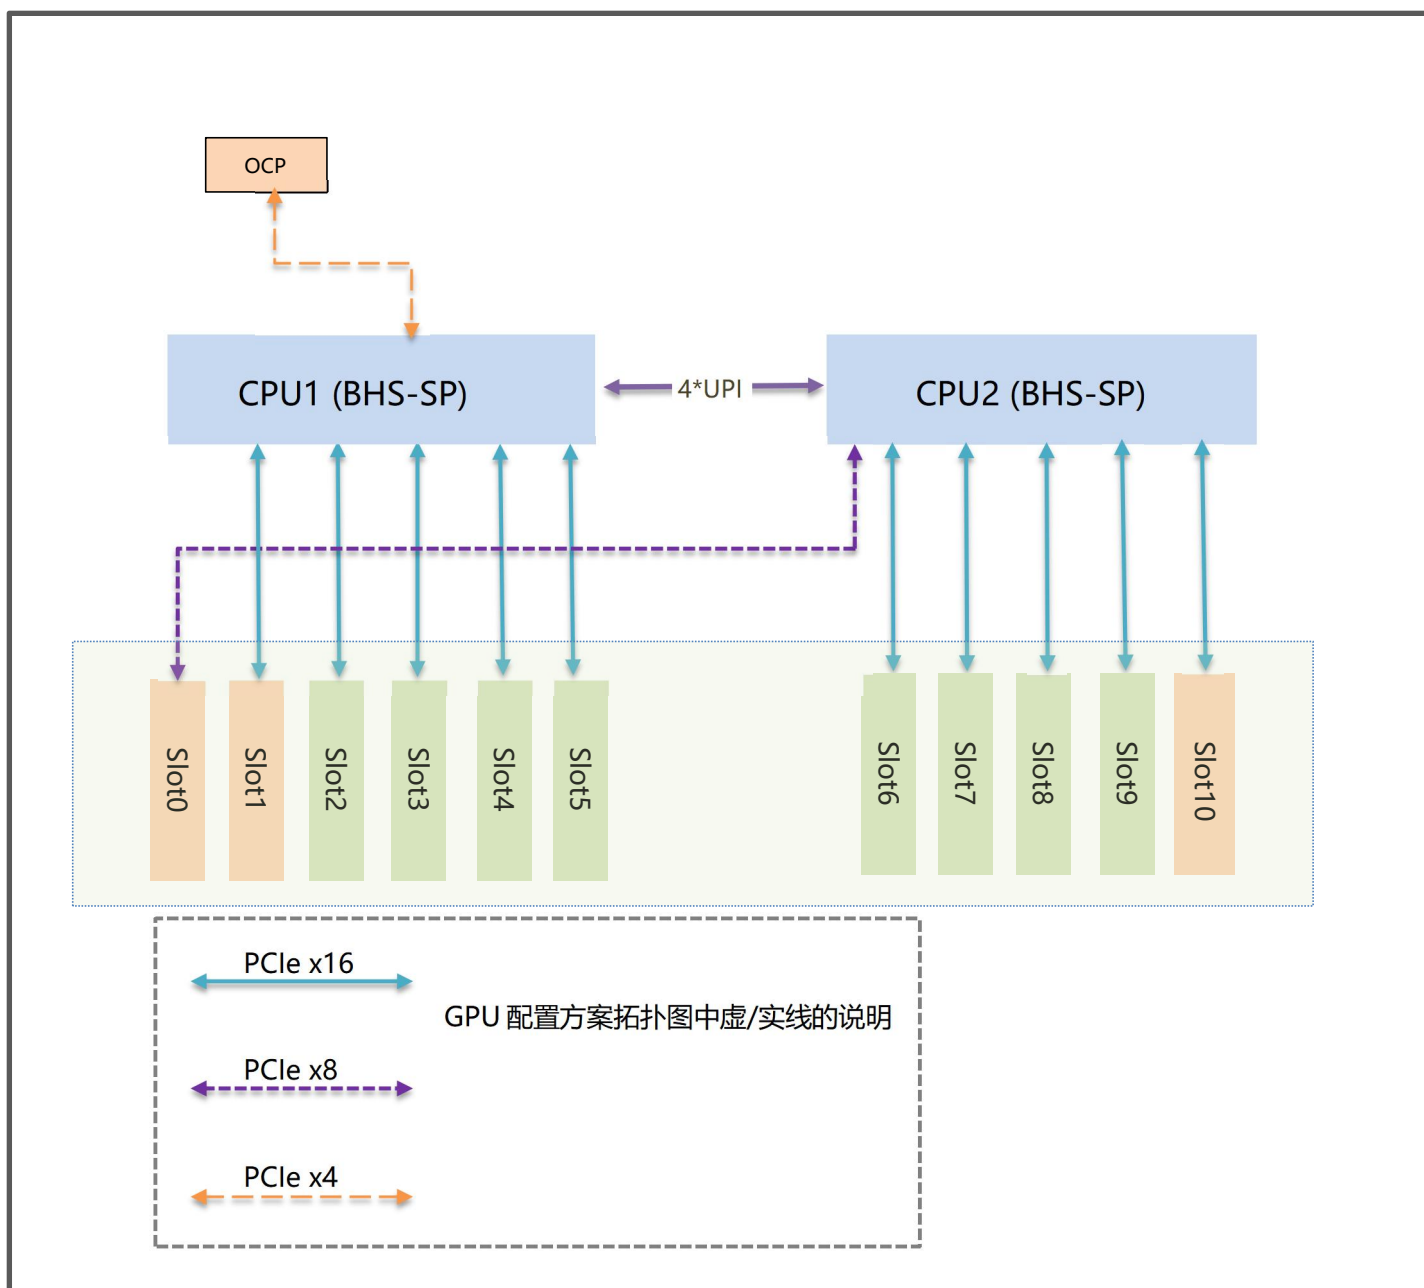 OCP
CPU1 (BHS-SP)
4*UPI
CPU2 (BHS-SP)
Slot0
Slot1
Slot2
Slot3
Slot4
Slot5
Slot6
Slot7
Slot8
Slot9
Slot10
PCIe x16
GPU 配置方案拓扑图中虚/实线的说明
PCIe x8
PCIe x4